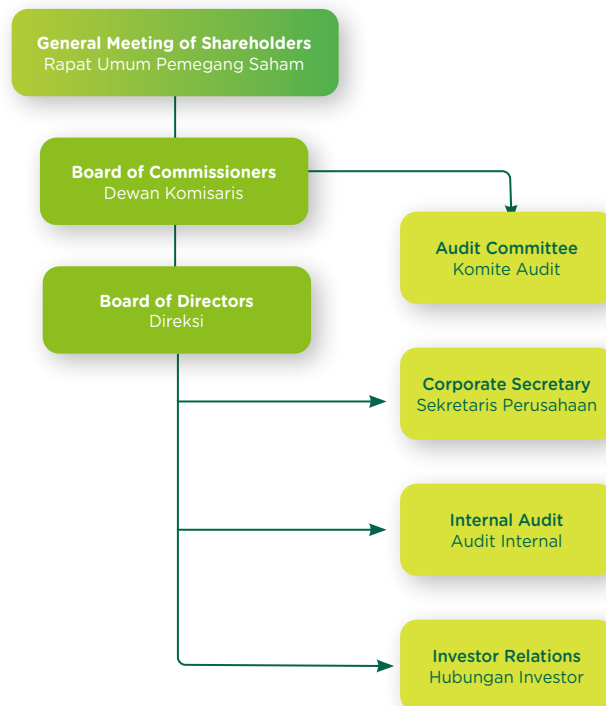 General Meeting of Shareholders
Rapat Umum Pemegang Saham
Board of Commissioners
Dewan Komisaris
Audit Committee
Komite Audit
Board of Directors
Direksi
Corporate Secretary
Sekretaris Perusahaan
Internal Audit
Audit Internal
Investor Relations
Hubungan Investor